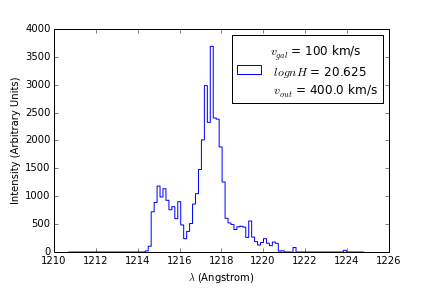 4000
3500
3000
2500
2000
1500
1000
500
0
Intensity (Arbitrary Units)
v_gal = 100 km/s
lognH = 20.625
v_out = 400.0 km/s
1210 1212 1214 1216 1218 1220 1222 1224 1226
λ (Angstrom)